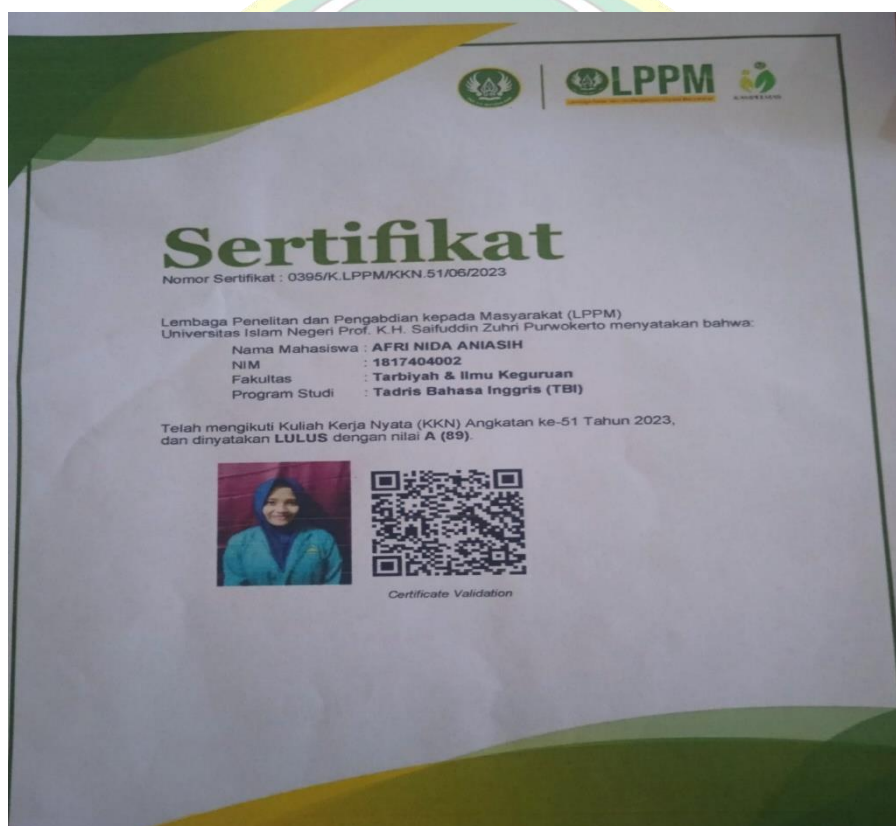 LPPM
Sertifikat
Nomor Sertifikat : 0395/K.LPPM/KKN.51/06/2023
Lembaga Penelitan dan Pengabdian kepada Masyarakat (LPPM)
Universitas Islam Negeri Prof. K.H. Saifuddin Zuhri Purwokerto menyatakan bahwa:
Nama Mahasiswa : AFRI NIDA ANIASIH
NIM : 1817404002
Fakultas : Tarbiyah & Ilmu Keguruan
Program Studi : Tadris Bahasa Inggris (TBI)
Telah mengikuti Kuliah Kerja Nyata (KKN) Angkatan ke-51 Tahun 2023,
dan dinyatakan LULUS dengan nilai A (89).
Certificate Validation